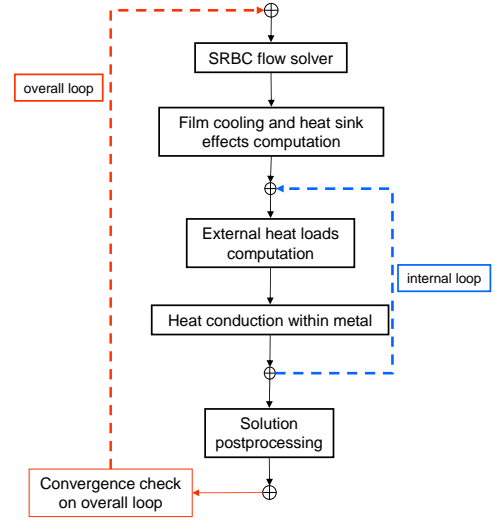 SRBC flow solver
overall loop
Film cooling and heat sink
effects computation
External heat loads
computation
internal loop
Heat conduction within metal
Solution
postprocessing
Convergence check
on overall loop